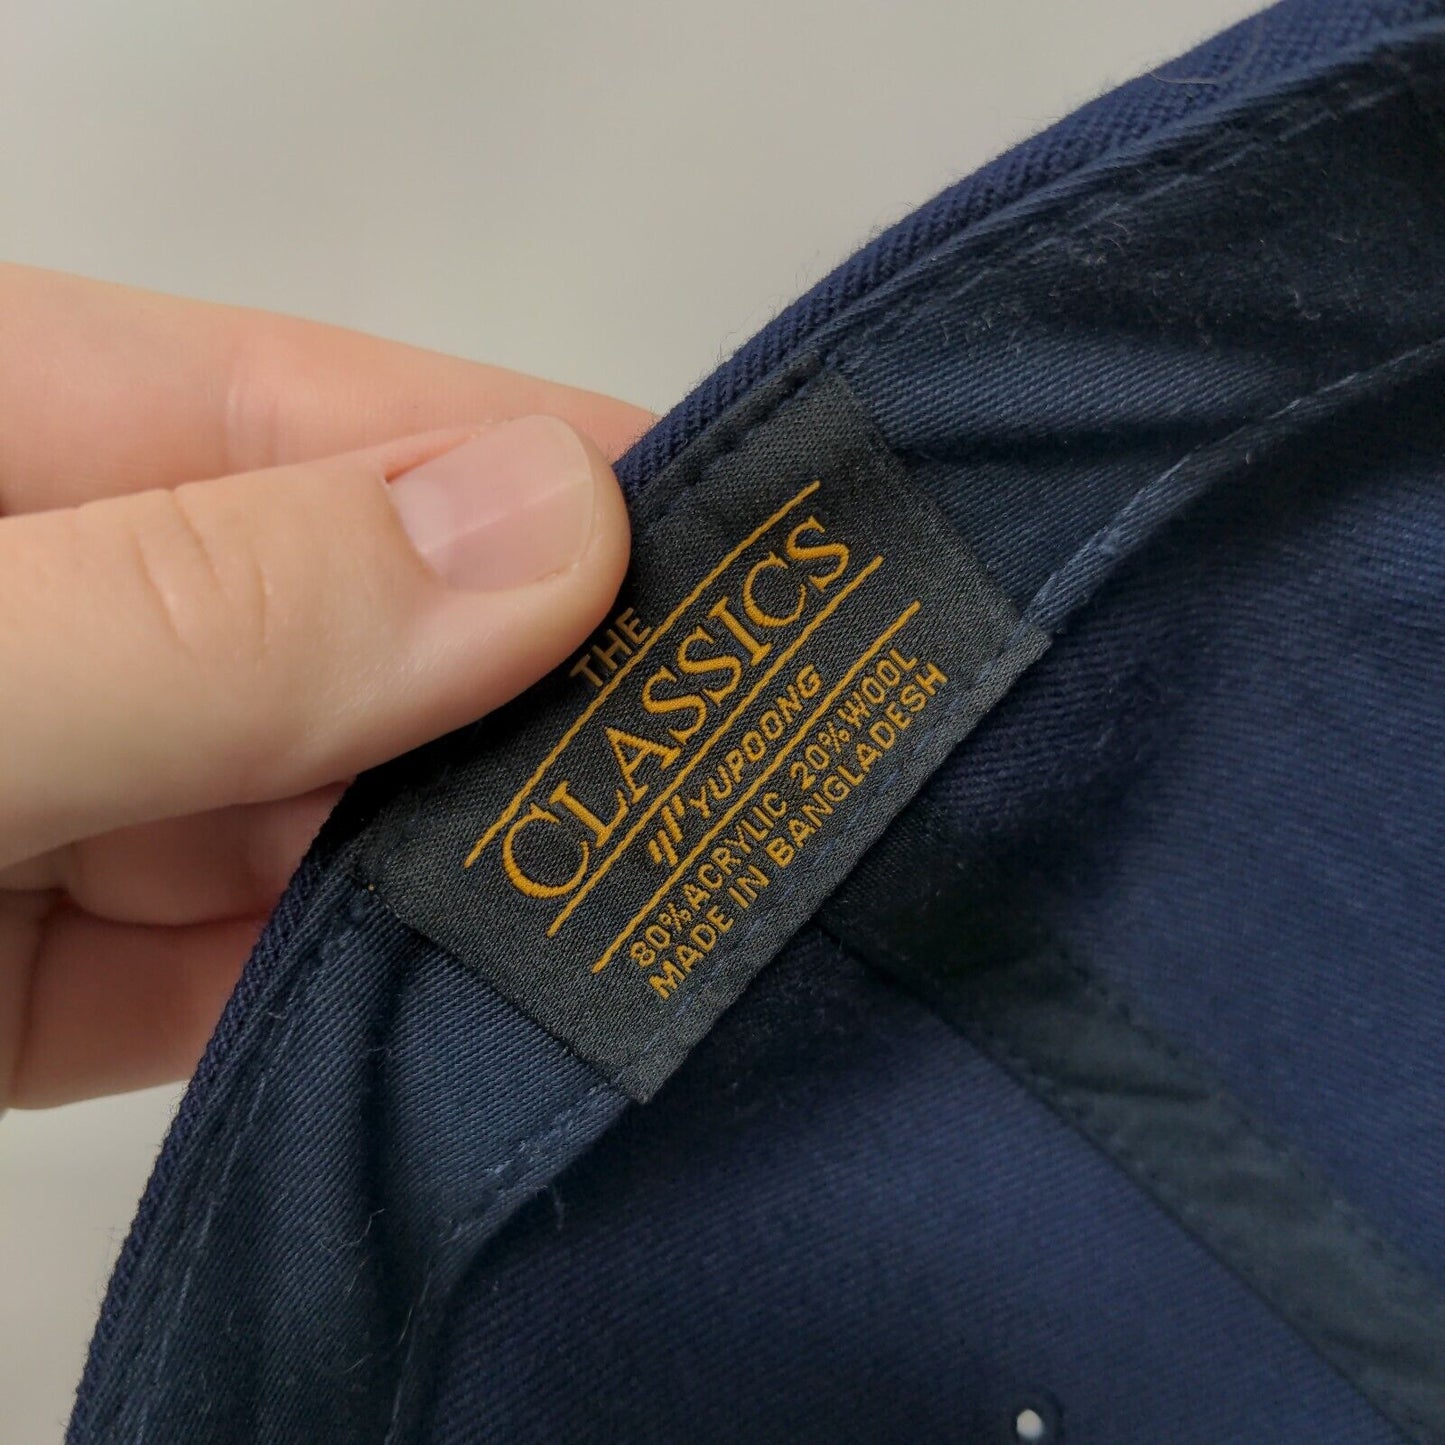 THE
CLASSICS
YUPOONG
80% ACRYLIC 20% WOOL
MADE IN BANGLADESH